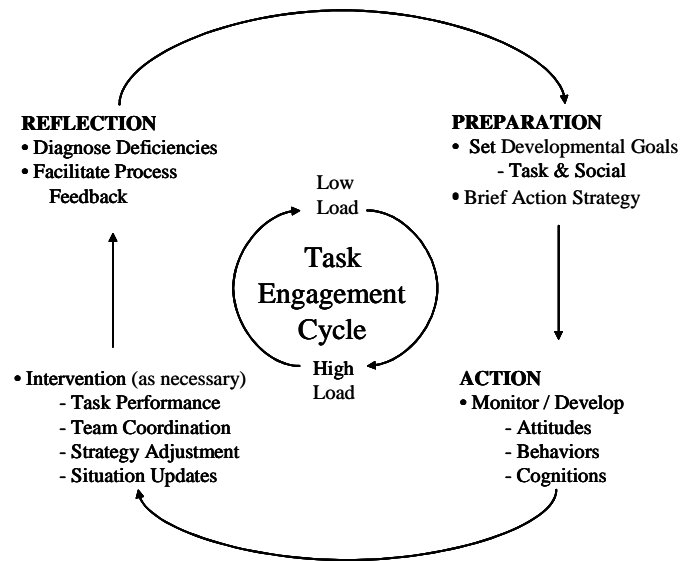 REFLECTION
• Diagnose Deficiencies
• Facilitate Process
Feedback
PREPARATION
• Set Developmental Goals
- Task & Social
• Brief Action Strategy
Low
Load
Task
Engagement
Cycle
High
Load
• Intervention (as necessary)
- Task Performance
- Team Coordination
- Strategy Adjustment
- Situation Updates
ACTION
• Monitor / Develop
- Attitudes
- Behaviors
- Cognitions